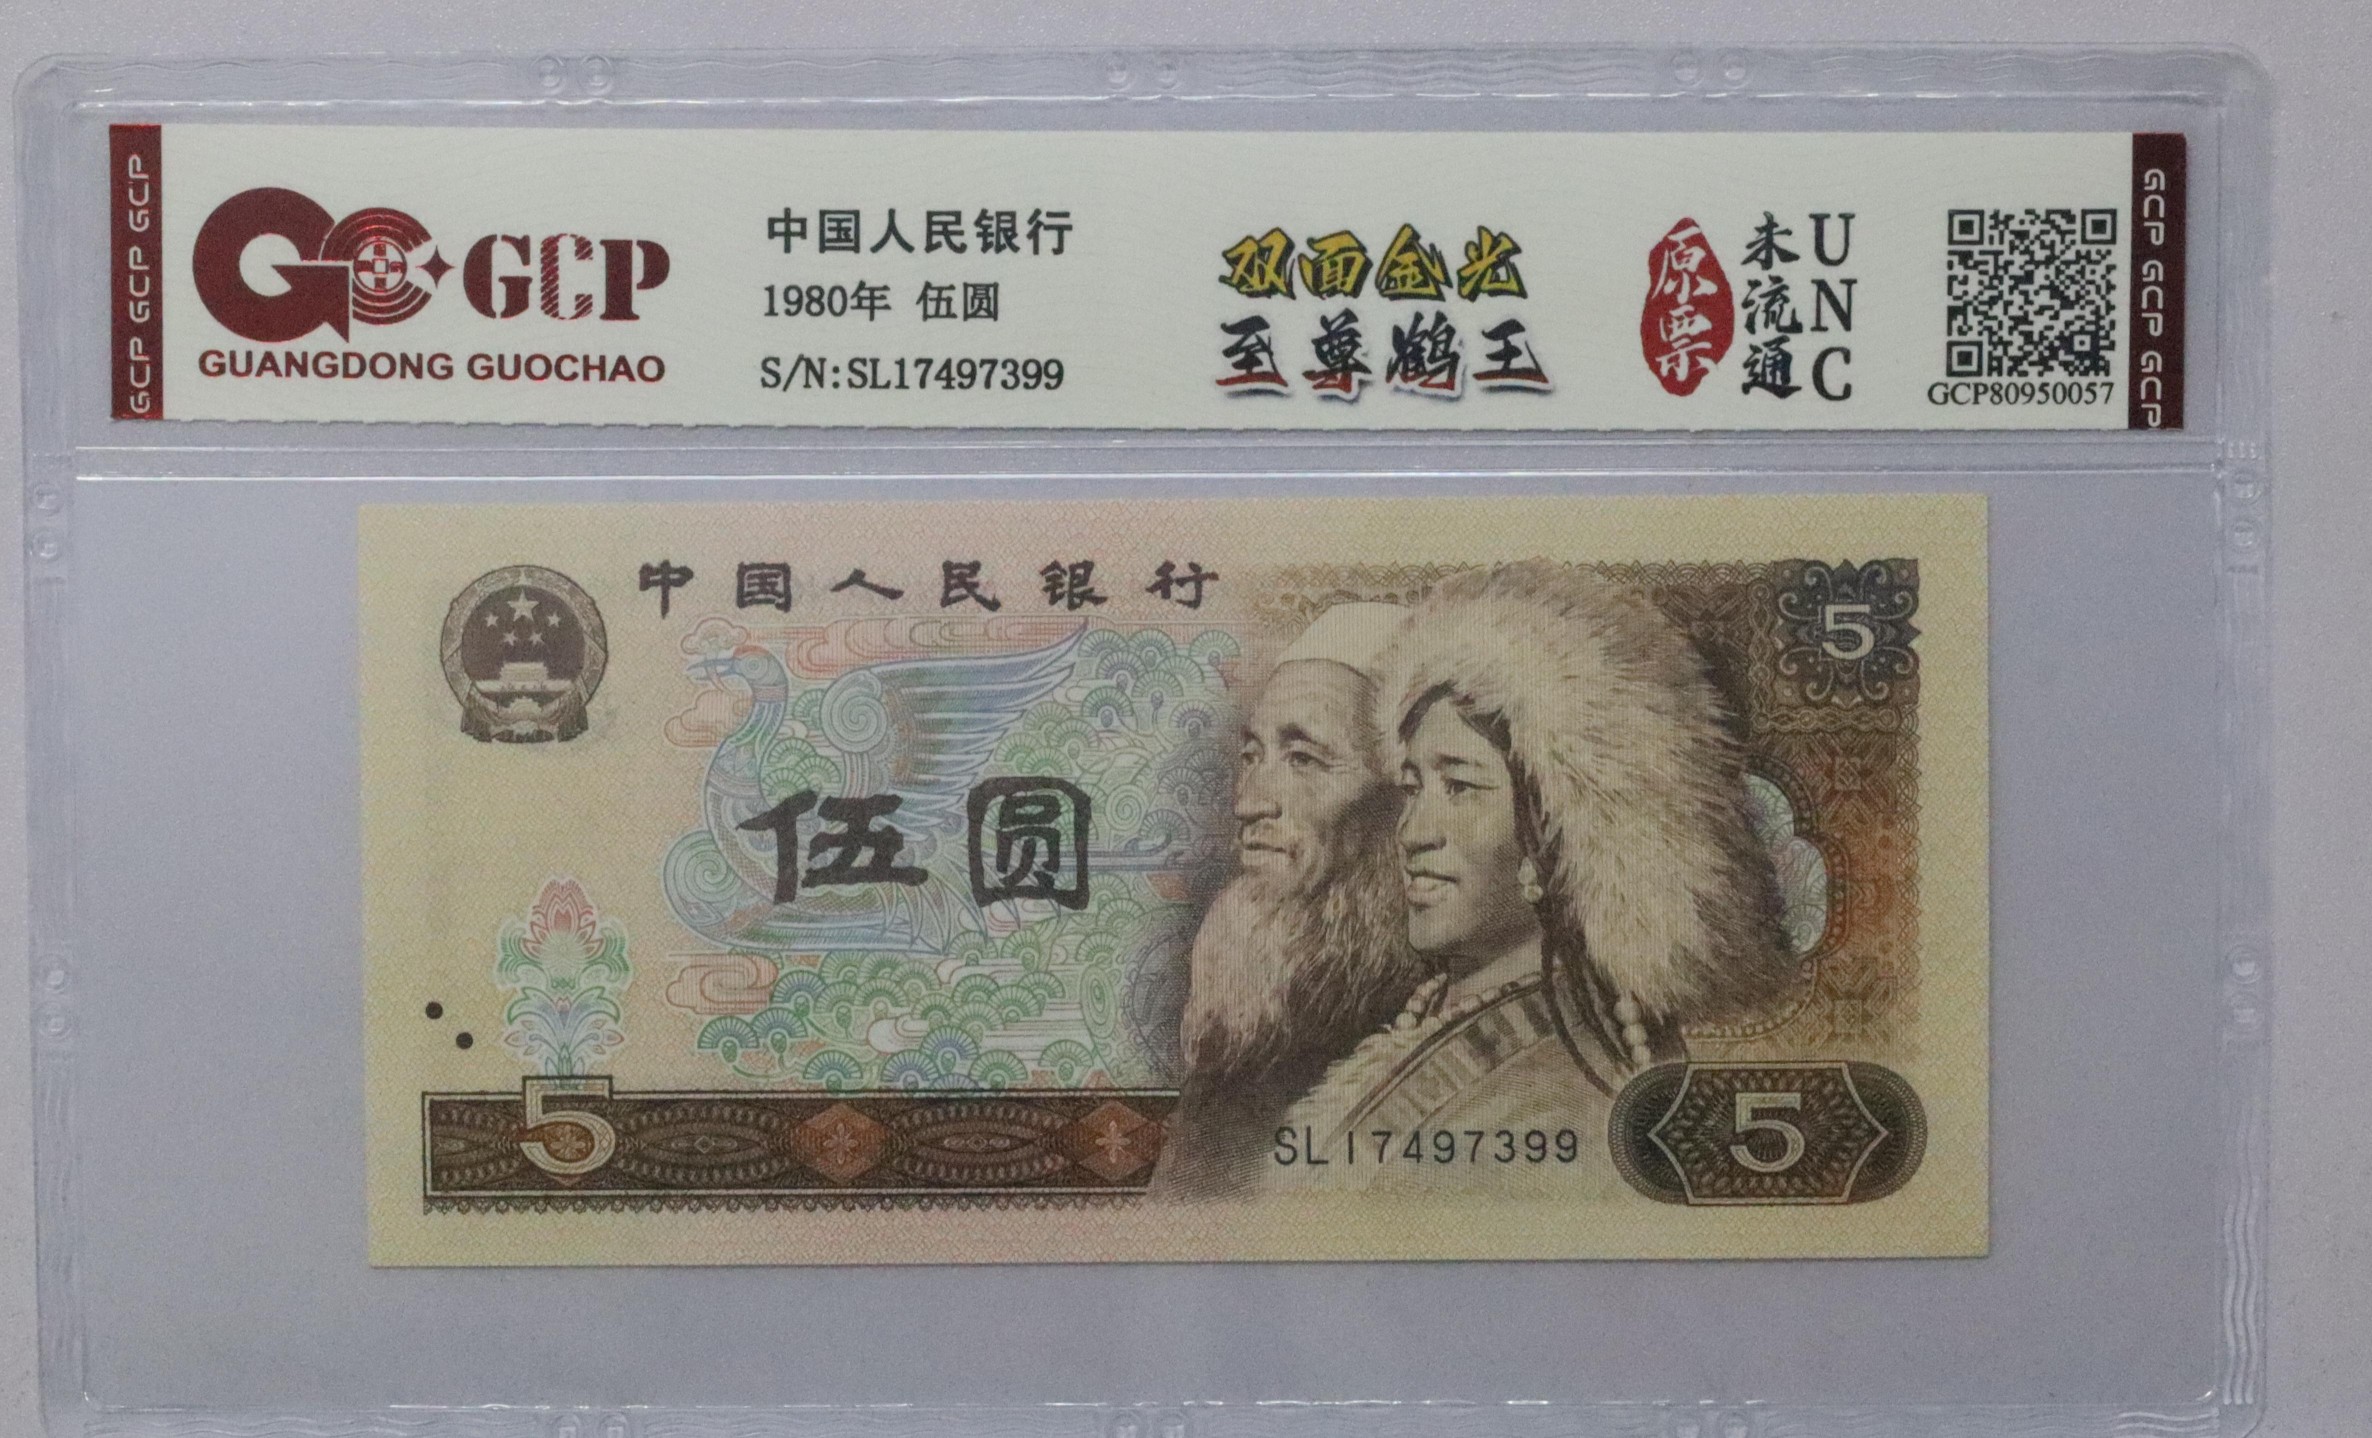 GCP GCP GCP
GCP
GUANGDONG GUOCHAO
中国人民银行
1980年 伍圆
S/N:SL17497399
双面金光
至尊鹤王
原票
未流通
UNC
GCP80950057
GCP GCP GCP
中国人民银行
5
伍圆
5
SL17497399
5